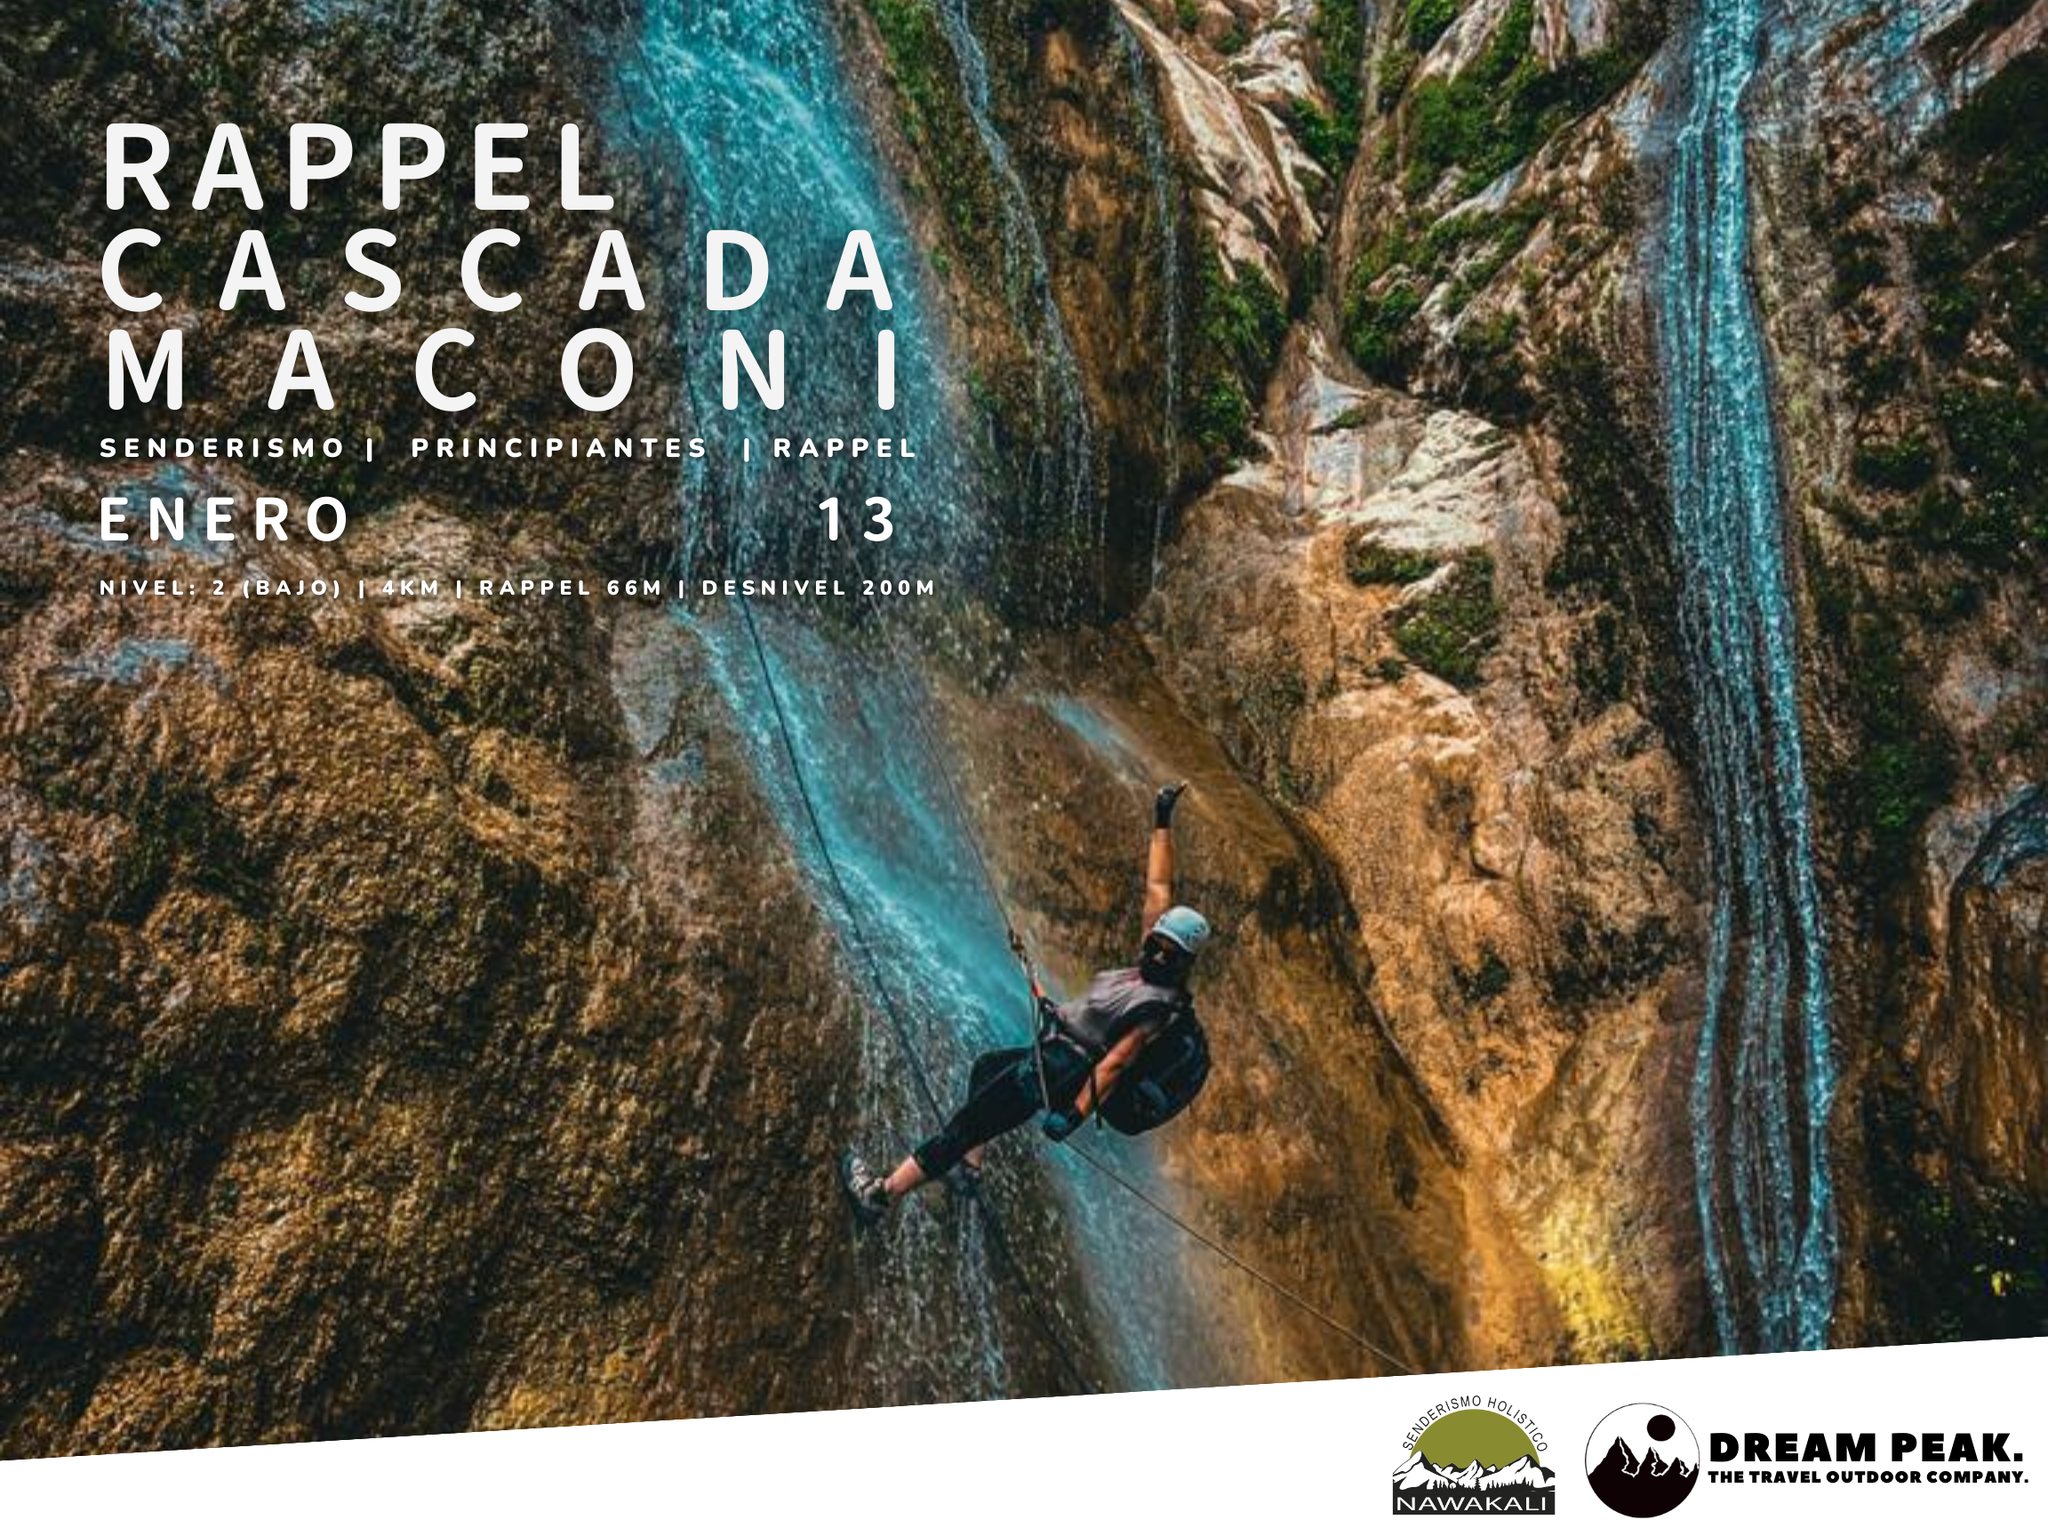 RAPPEL
CASCADA
MACONI
SENDERISMO | PRINCIPIANTES | RAPPEL
ENERO 13
NIVEL: 2 (BAJO) | 4KM | RAPPEL 66M | DESNIVEL 200M
SENDERISMO HOLISTICO
NAWAKALI
DREAM PEAK.
THE TRAVEL OUTDOOR COMPANY.